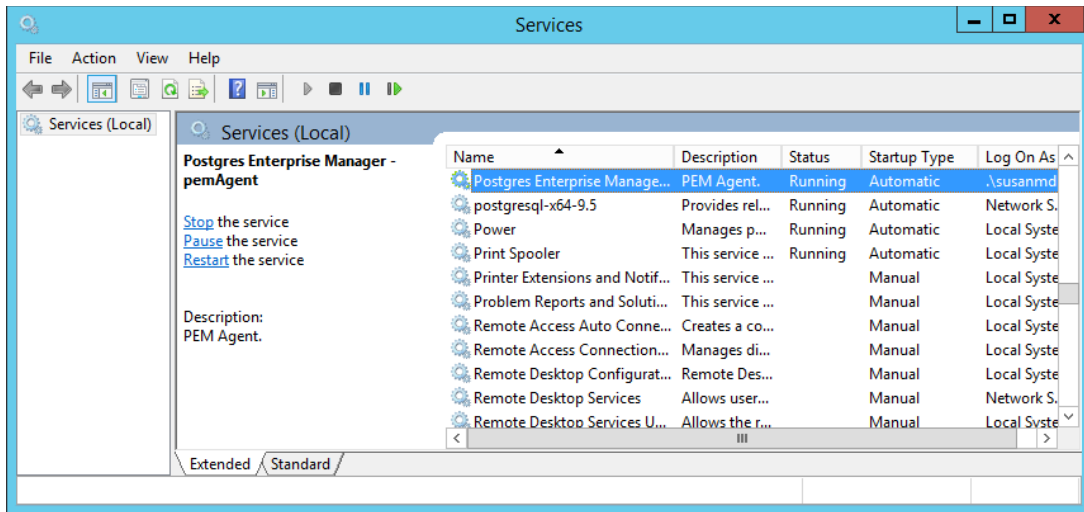 Services
File Action View Help
Services (Local)
Services (Local)
Postgres Enterprise Manager -
pemAgent
Stop the service
Pause the service
Restart the service
Description:
PEM Agent.
Name Description Status Startup Type Log On As
Postgres Enterprise Manage... PEM Agent. Running Automatic .\susanmd
postgresql-x64-9.5 Provides rel... Running Automatic Network S.
Power Manages p... Running Automatic Local Syste
Print Spooler This service ... Running Automatic Local Syste
Printer Extensions and Notif... This service ... Manual Local Syste
Problem Reports and Soluti... This service ... Manual Local Syste
Remote Access Auto Conne... Creates a co... Manual Local Syste
Remote Access Connection... Manages di... Manual Local Syste
Remote Desktop Configurat... Remote Des... Manual Local Syste
Remote Desktop Services Allows user... Manual Network S.
Remote Desktop Services U... Allows the r... Manual Local Syste
Extended Standard